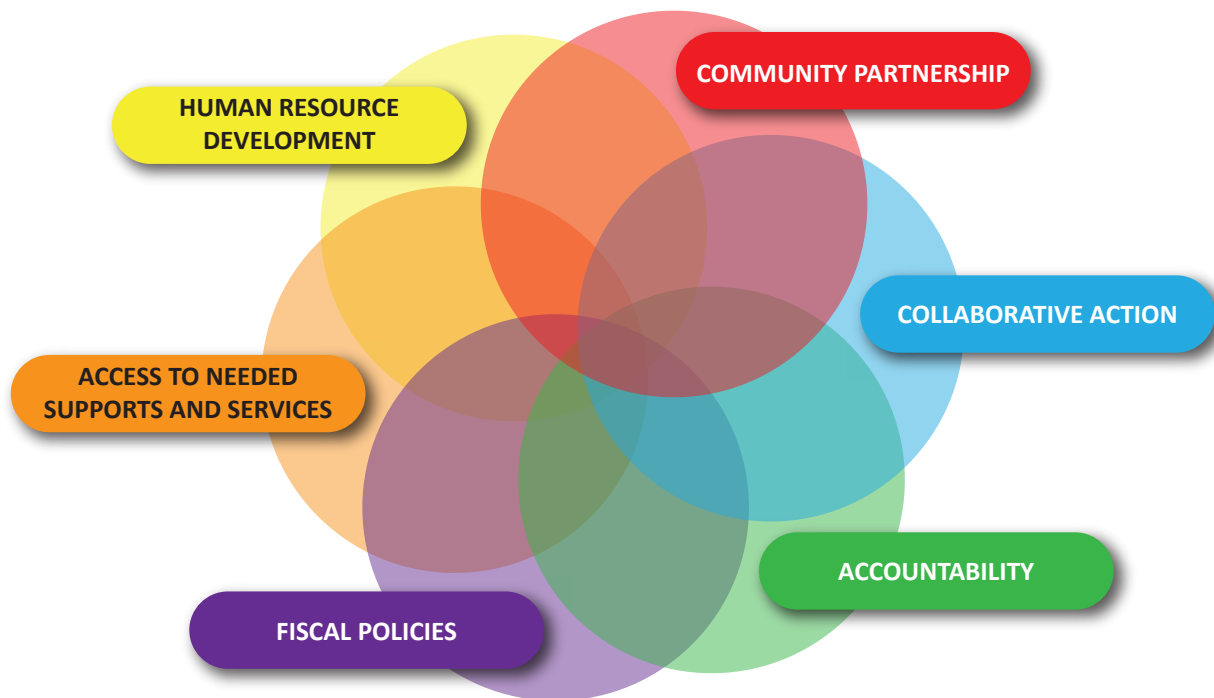 COMMUNITY PARTNERSHIP
HUMAN RESOURCE
DEVELOPMENT
COLLABORATIVE ACTION
ACCESS TO NEEDED
SUPPORTS AND SERVICES
ACCOUNTABILITY
FISCAL POLICIES